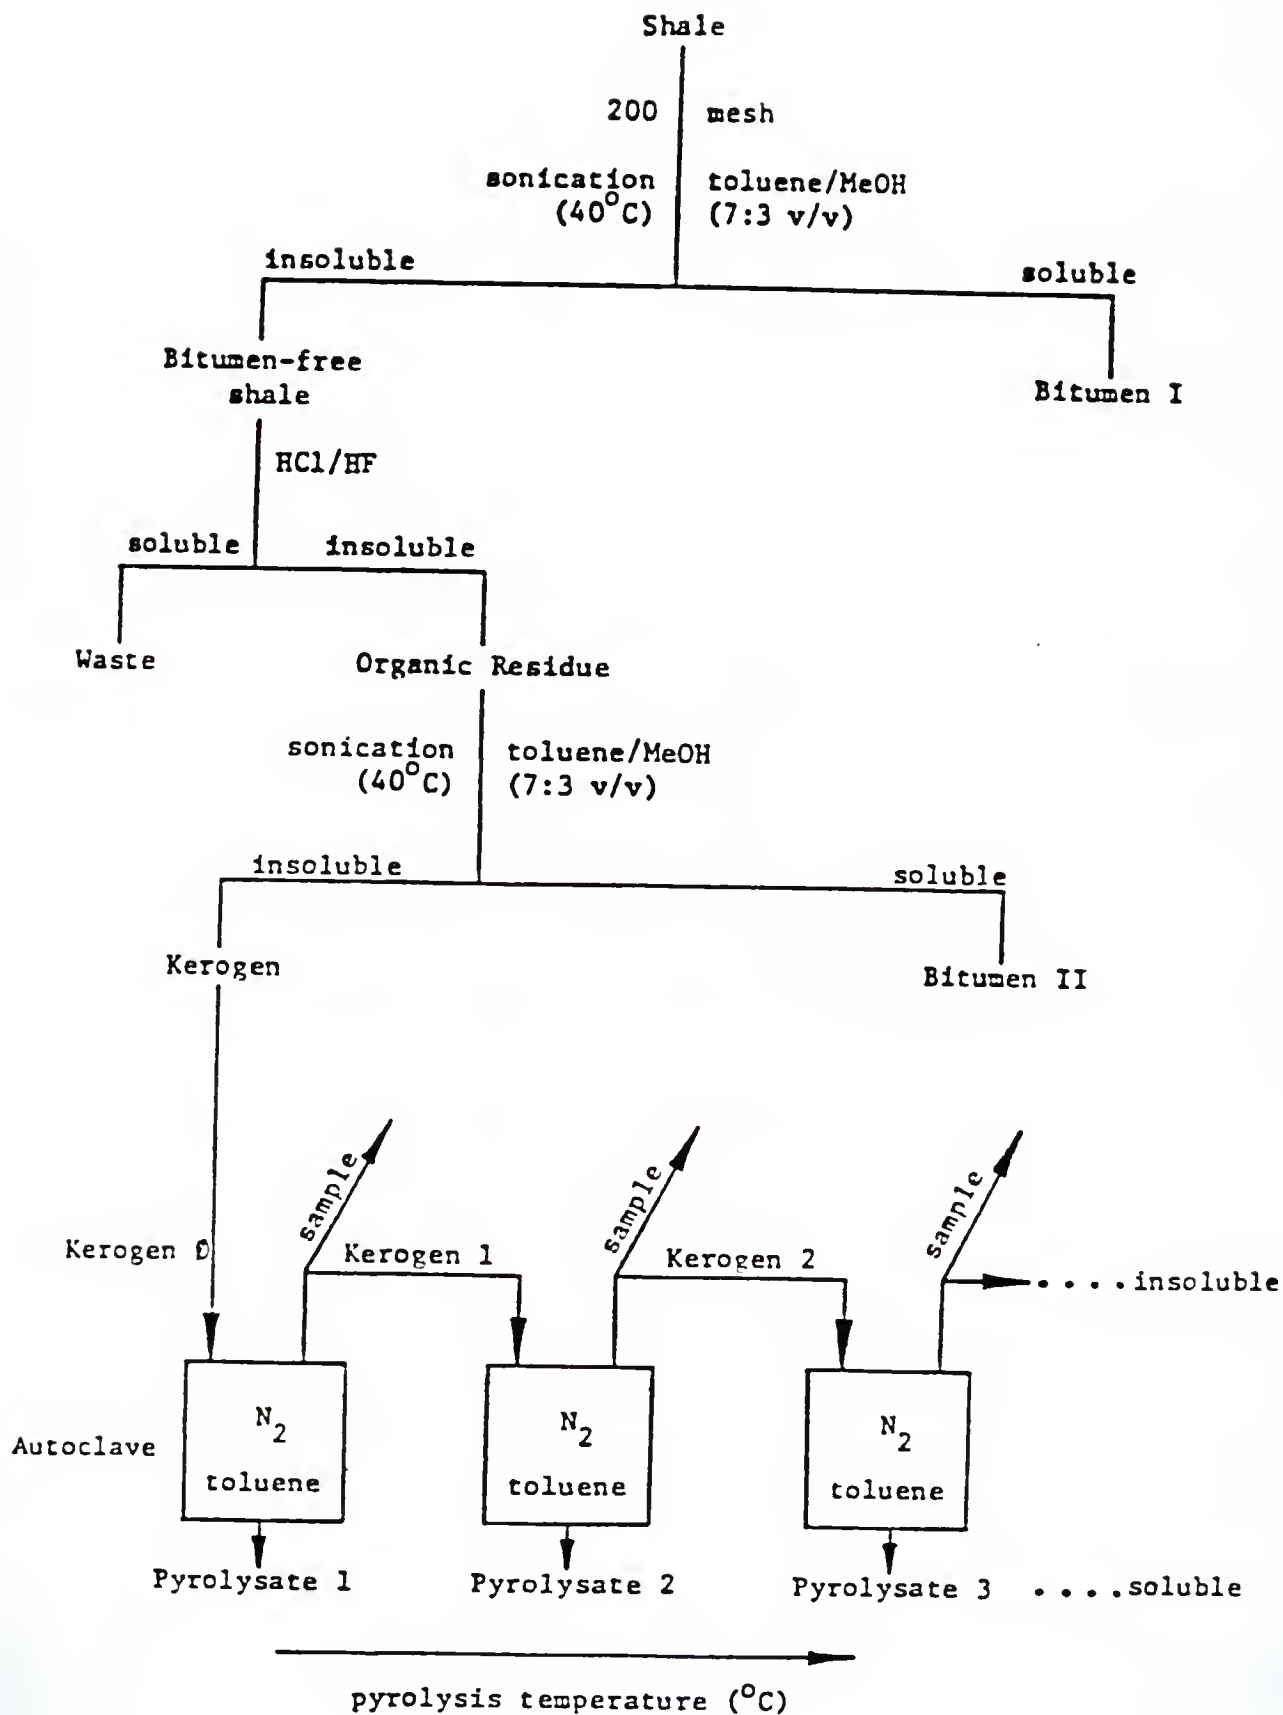 Shale
200 mesh
sonication toluene/MeOH
(40°C) (7:3 v/v)
insoluble
soluble
Bitumen-free
shale
Bitumen I
HCl/HF
soluble insoluble
Waste
Organic Residue
sonication toluene/MeOH
(40°C) (7:3 v/v)
insoluble
soluble
Kerogen
Bitumen II
sample
sample
sample
Kerogen 0
Kerogen 1
Kerogen 2
....insoluble
N2
N2
N2
Autoclave
toluene
toluene
toluene
Pyrolysate 1
Pyrolysate 2
Pyrolysate 3
....soluble
pyrolysis temperature (°C)